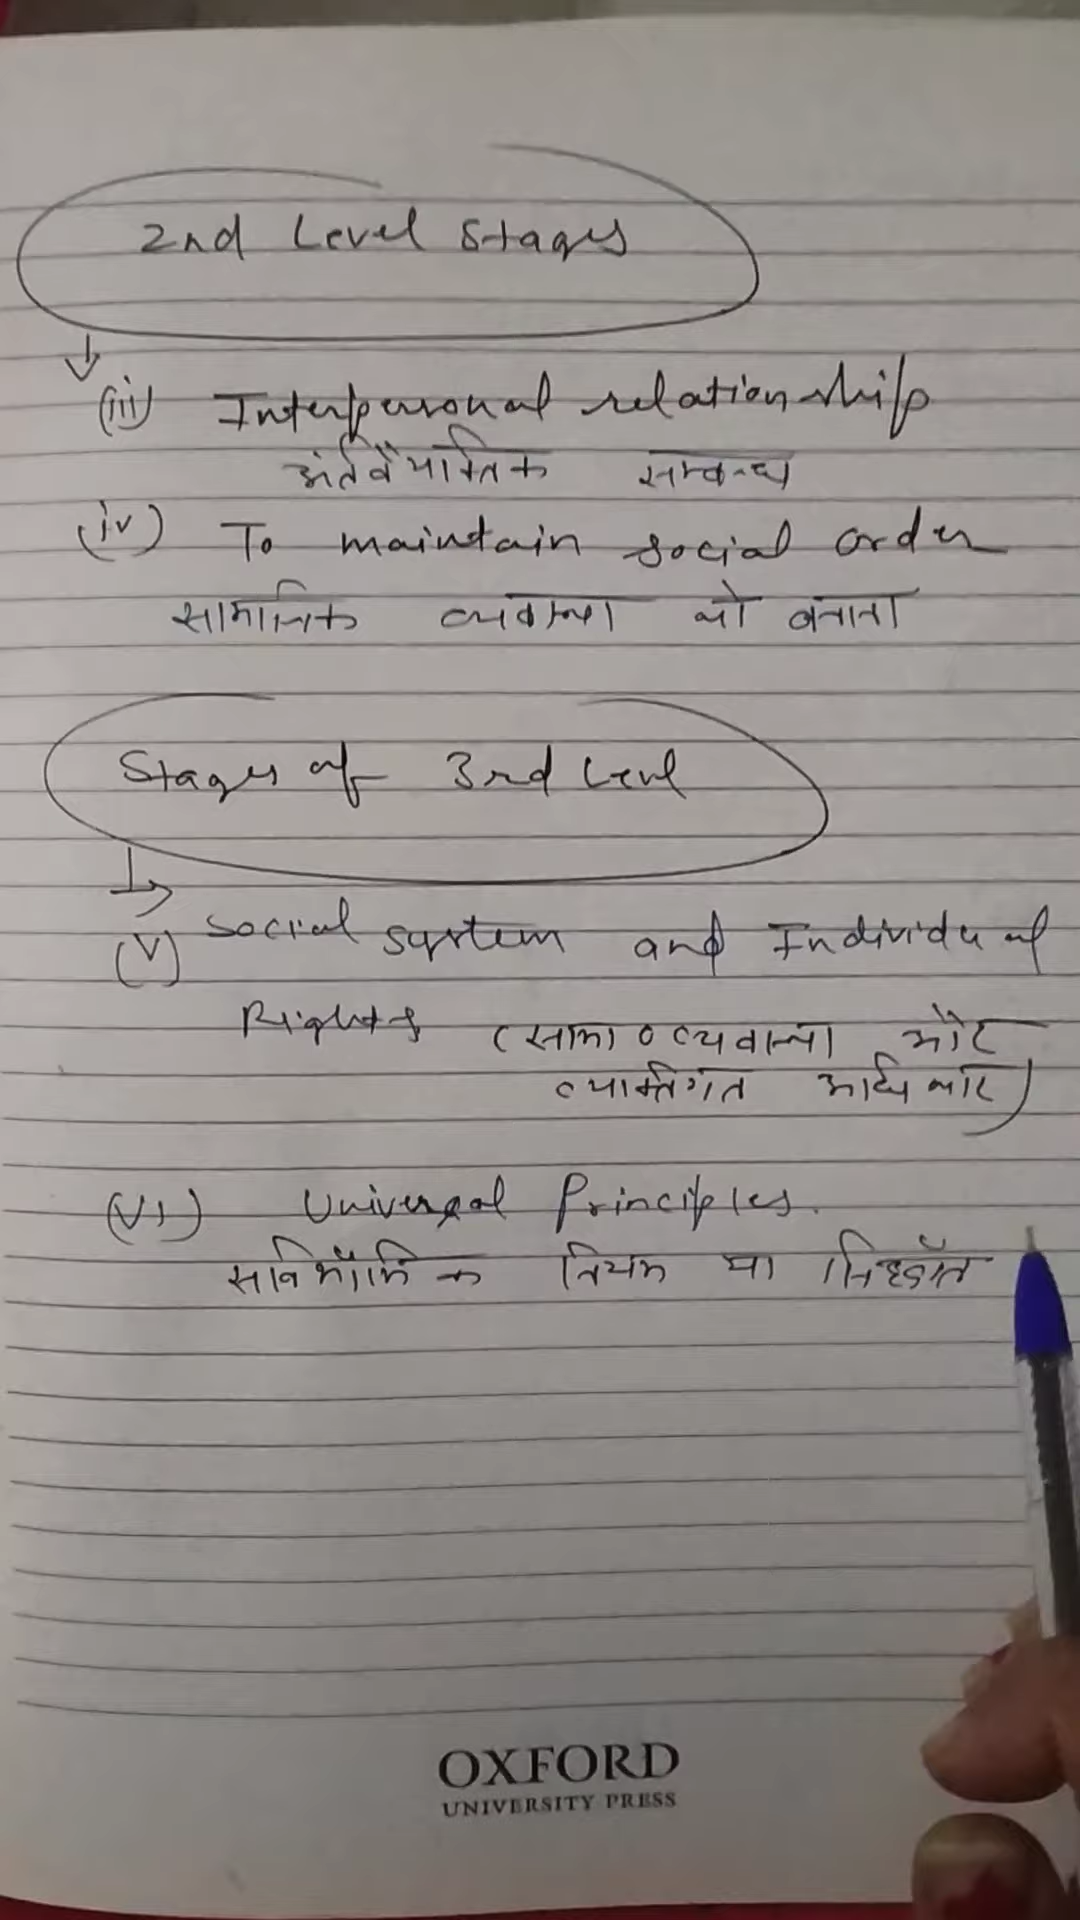 2nd Level Stages
(iii) Interpersonal relationship
अंर्तवैयक्तिक सम्बन्ध
(iv) To maintain social order
सामाजिक व्यवस्था को बनाना
Stages of 3rd Level
(V) Social system and Individual
Rights (सामा० व्यवस्था और
व्यक्तिगत अधिकार)
(VI) Universal Principles.
नियम या सिद्धांत
OXFORD
UNIVERSITY PRESS